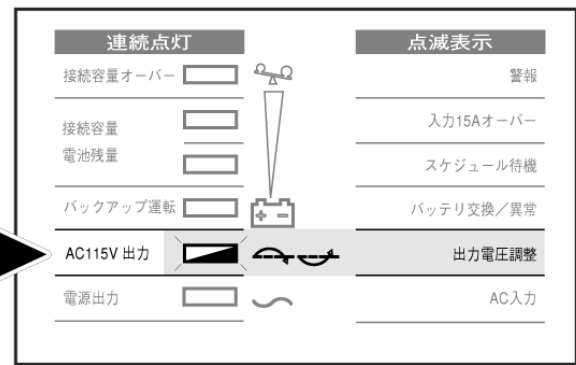 連続点灯 点滅表示
接続容量オーバー 警報
接続容量 入力15Aオーバー
電池残量 スケジュール待機
バックアップ運転 バッテリ交換／異常
AC115V 出力 出力電圧調整
電源出力 AC入力